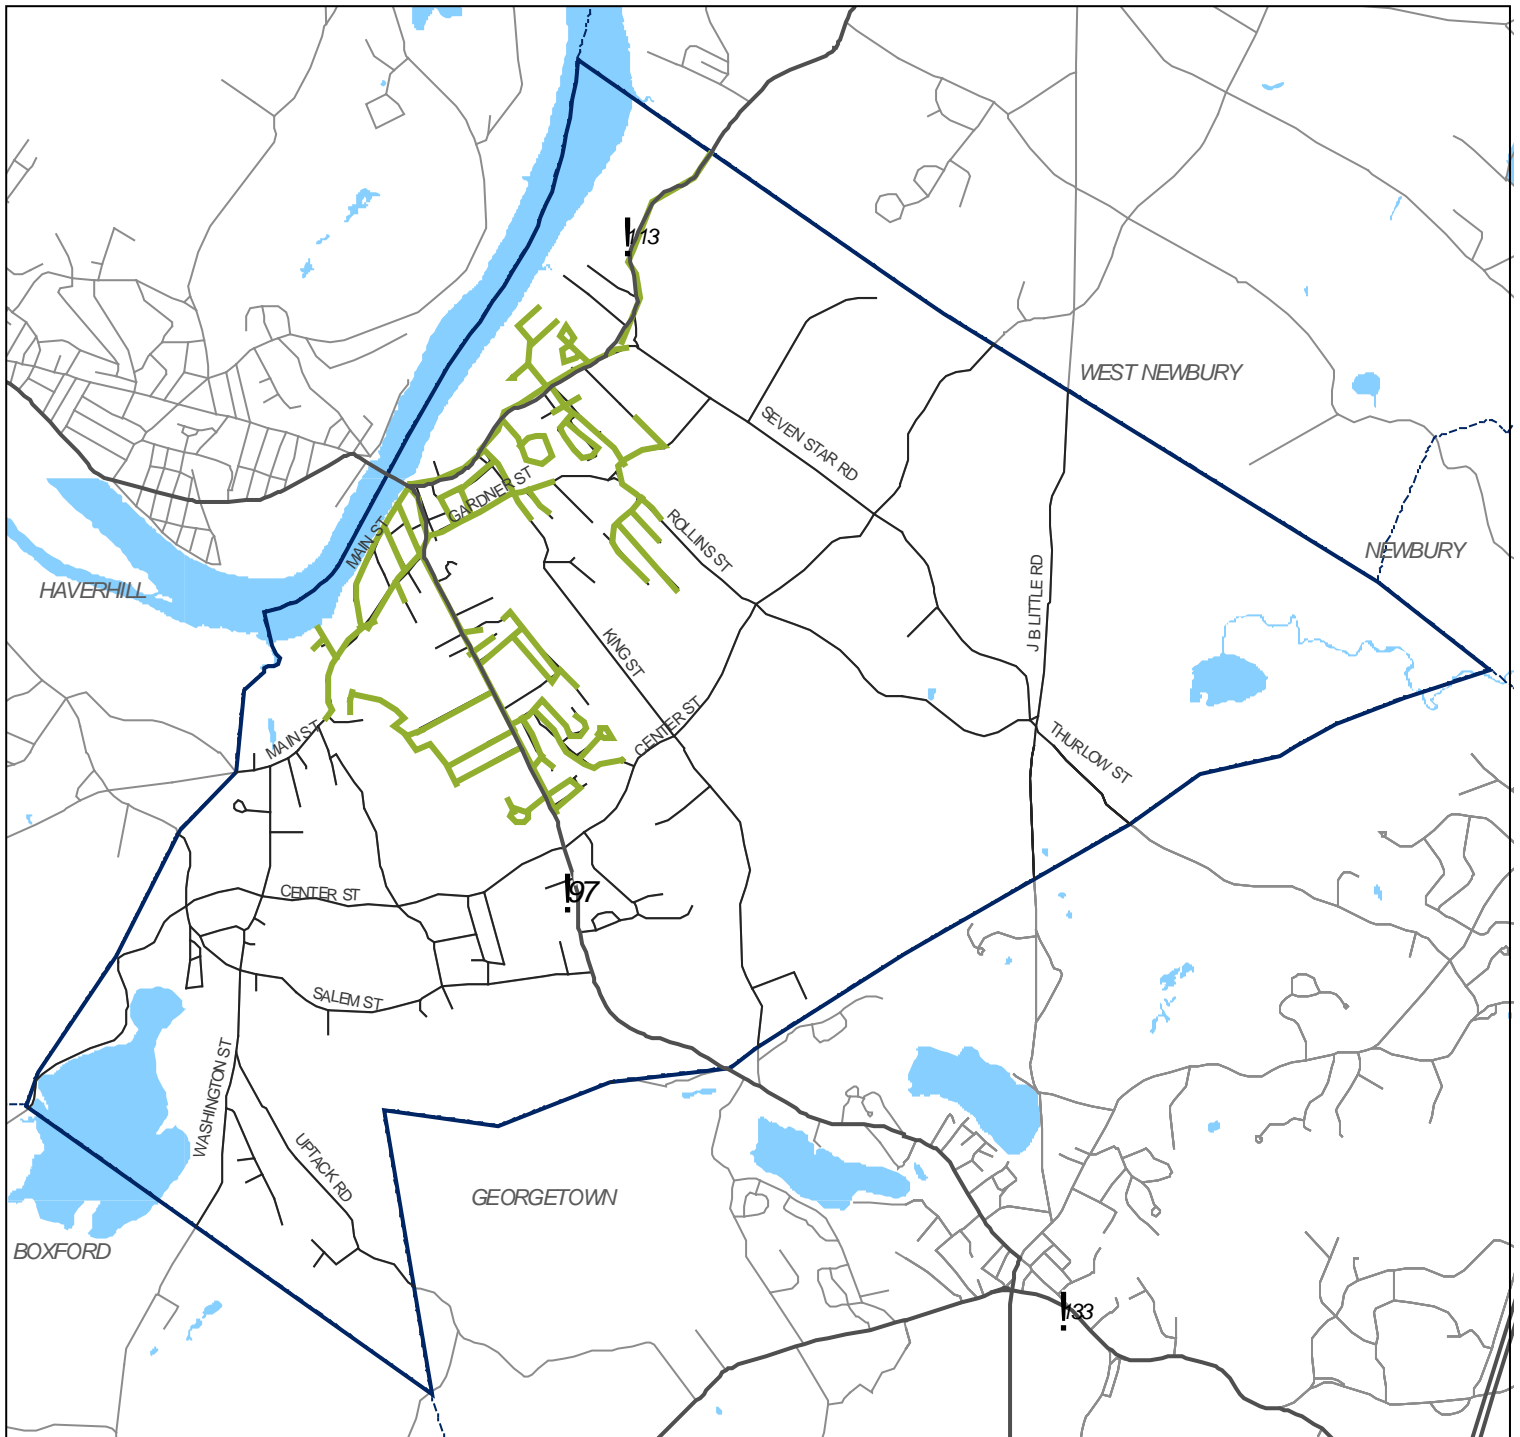 !113
WEST NEWBURY
SEVEN STAR RD
GARDNER ST
ROLLINS ST
MAIN ST
NEWBURY
HAVERHILL
J B LITTLE RD
KING ST
CENTER ST
MAIN ST
THURLOW ST
CENTER ST
!97
SALEM ST
WASHINGTON ST
UPTACK RD
GEORGETOWN
BOXFORD
!133